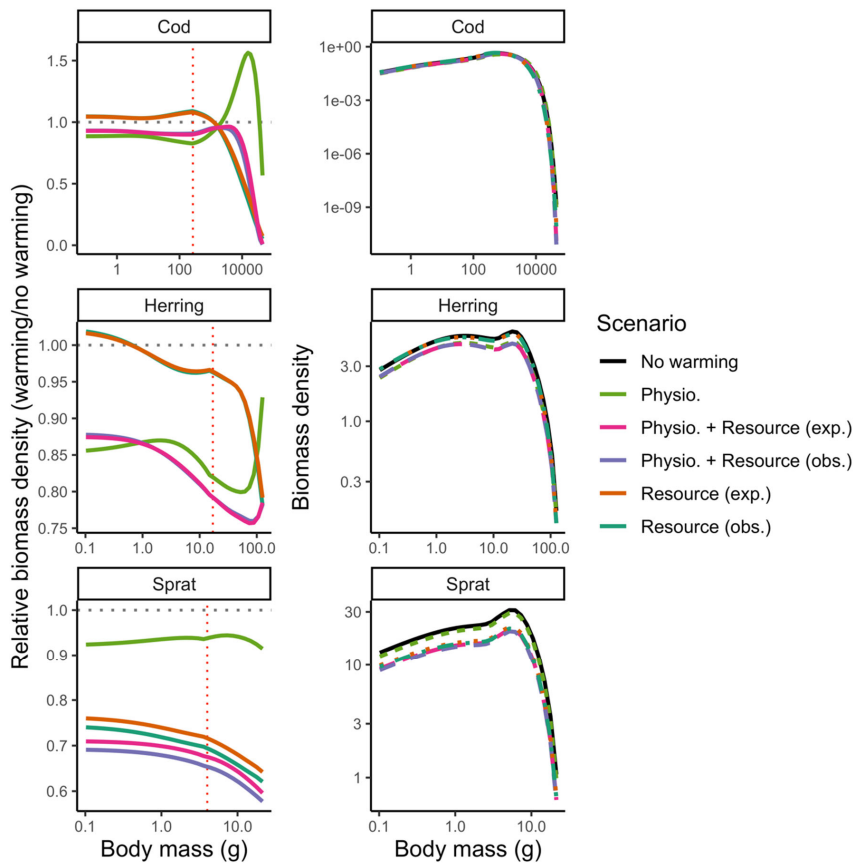 Cod
Cod
Relative biomass density (warming/no warming)
1.5
1.0
0.5
0.0
1
100
10000
Biomass density
1e+00
1e-03
1e-06
1e-09
1
100
10000
Herring
Herring
1.00
0.95
0.90
0.85
0.80
0.75
0.1
1.0
10.0
100.0
3.0
1.0
0.3
0.1
1.0
10.0
100.0
Sprat
Sprat
1.0
0.9
0.8
0.7
0.6
0.1
1.0
10.0
30
10
3
1
0.1
1.0
10.0
Body mass (g)
Body mass (g)
Scenario
No warming
Physio.
Physio. + Resource (exp.)
Physio. + Resource (obs.)
Resource (exp.)
Resource (obs.)